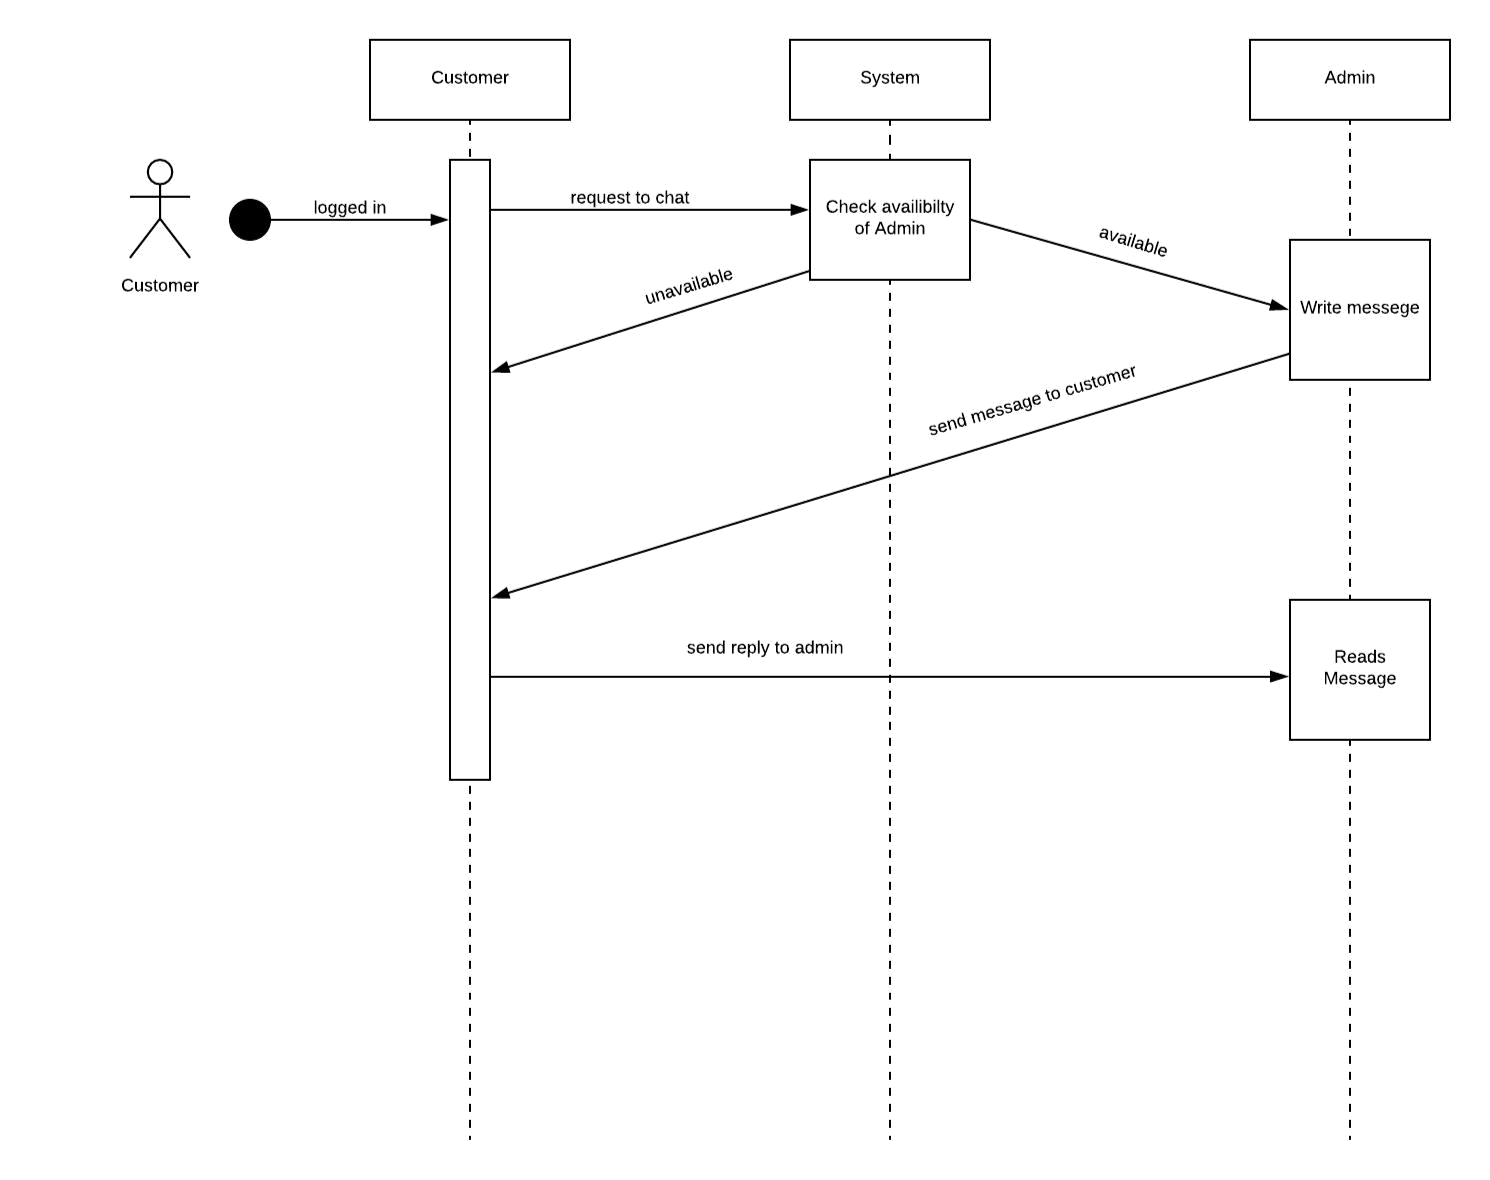 Customer
System
Admin
Customer
logged in
request to chat
Check availibilty
of Admin
available
unavailable
Write messege
send message to customer
send reply to admin
Reads
Message